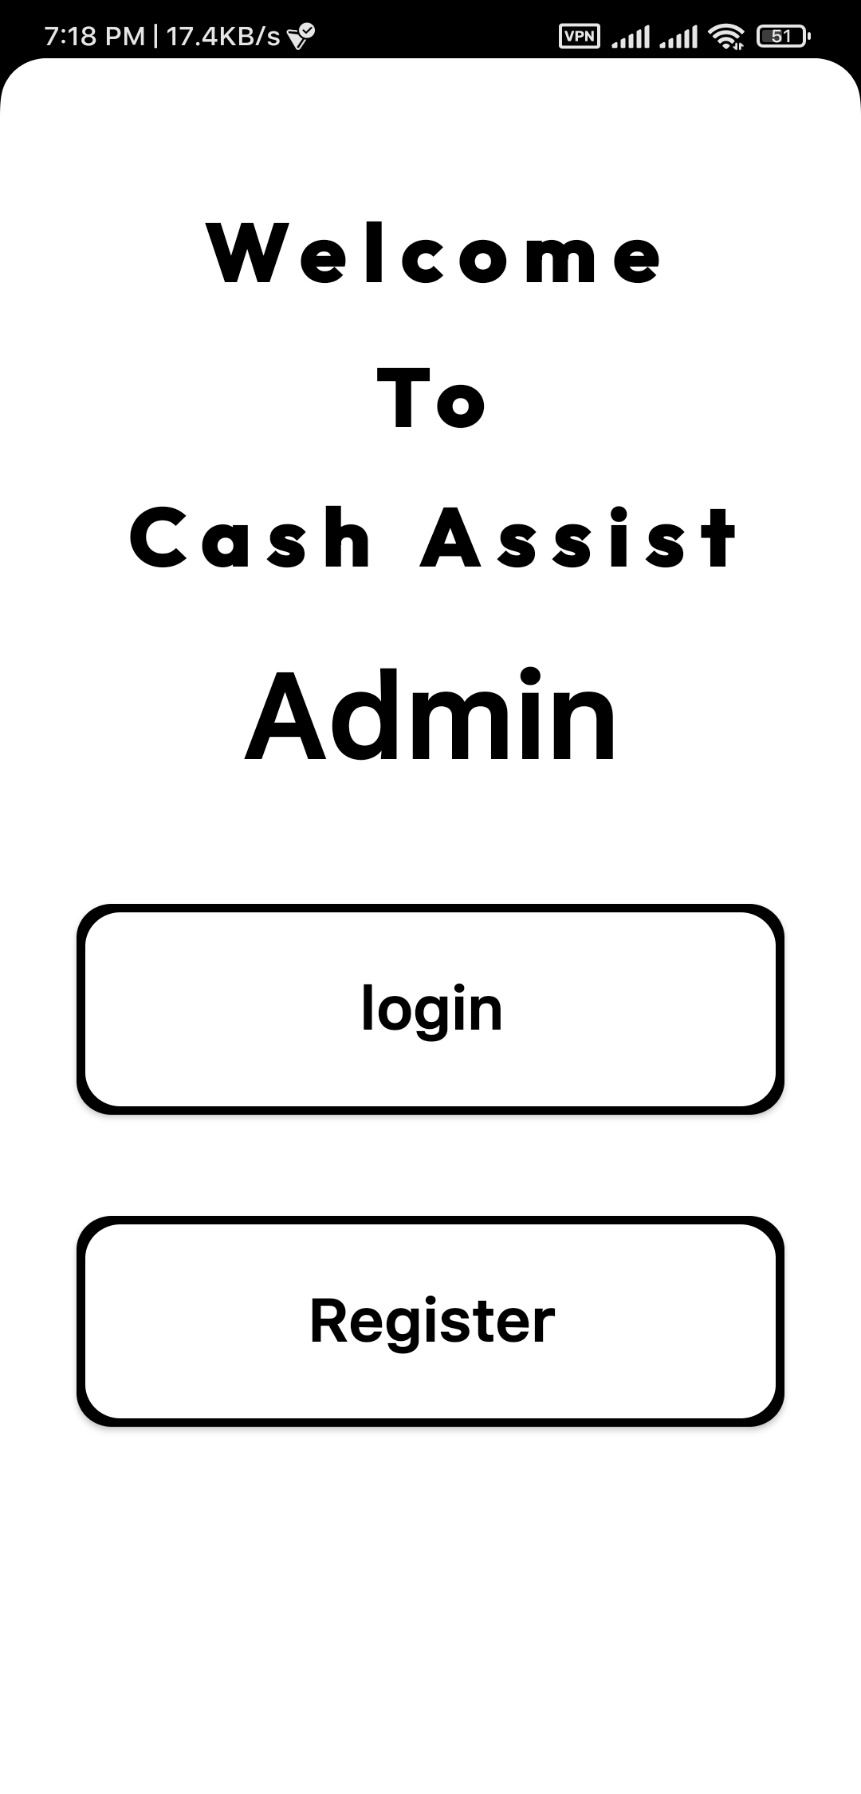 7:18 PM | 17.4KB/s VPN 51
Welcome
To
Cash Assist
Admin
login
Register